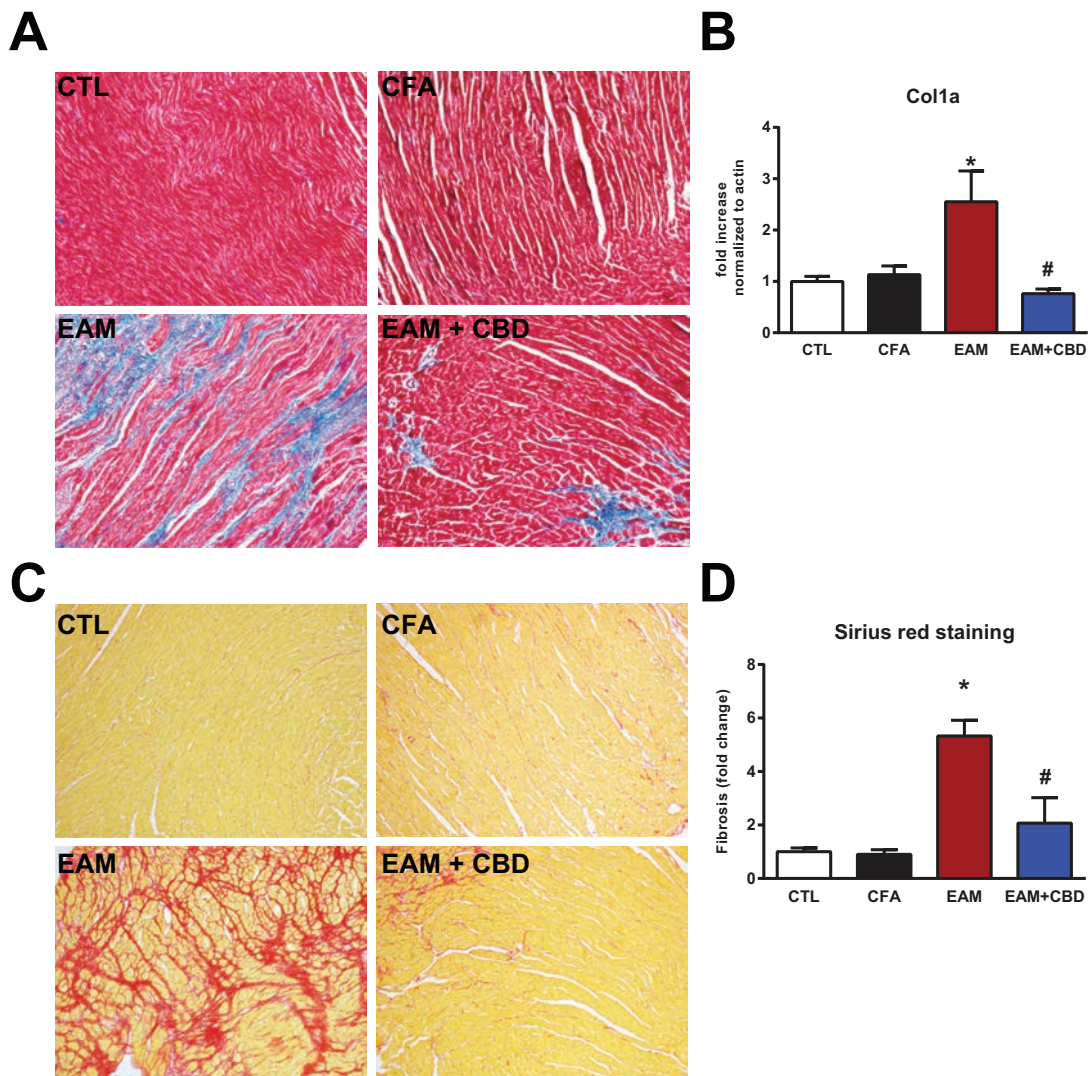 A
CTL
CFA
EAM
EAM + CBD
B
Col1a
fold increase
normalized to actin
4
3
2
1
0
*
#
CTL
CFA
EAM
EAM+CBD
C
CTL
CFA
EAM
EAM + CBD
D
Sirius red staining
Fibrosis (fold change)
8
6
4
2
0
*
#
CTL
CFA
EAM
EAM+CBD